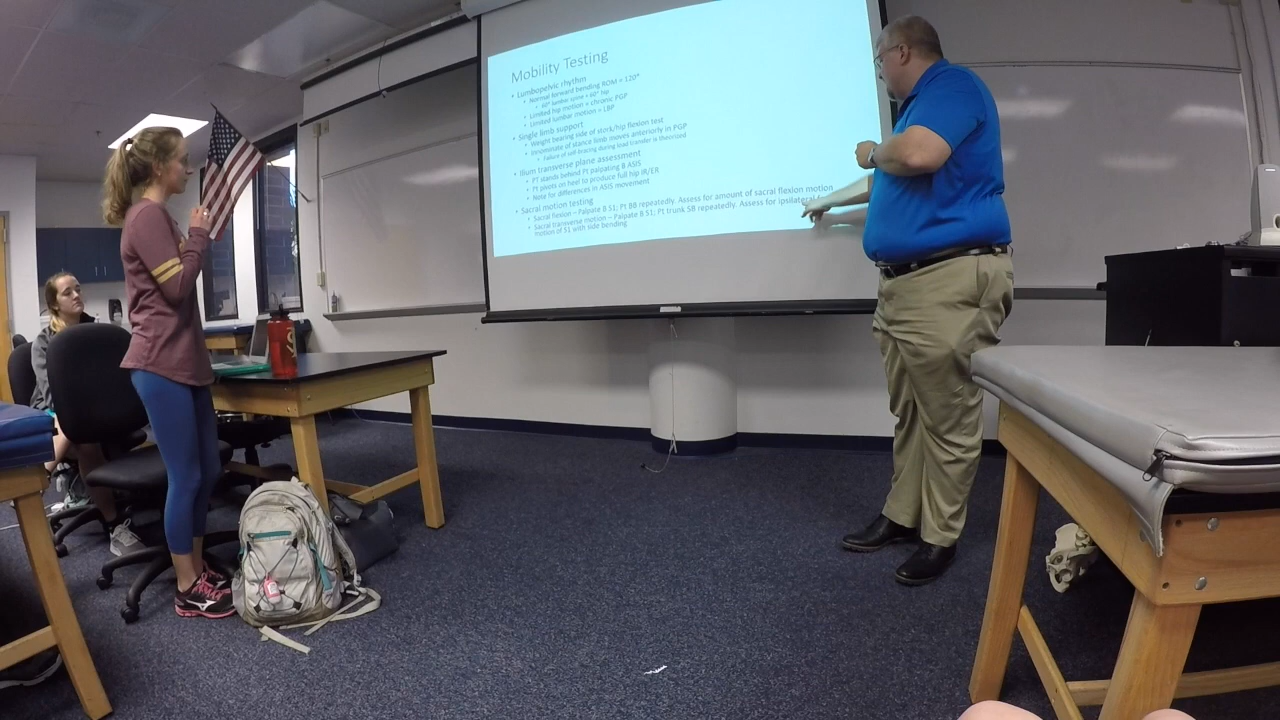 Mobility Testing
• Lumbopelvic rhythm
• Normal forward bending ROM = 120°
• 60° lumbar spine + 60° hip
• Limited hip motion = chronic PGP
• Limited lumbar motion = LBP
• Single limb support
• Weight bearing side of stork/hip flexion test
• Innominate of stance limb moves anteriorly in PGP
• Failure of self-bracing during load transfer is theorized
• Ilium transverse plane assessment
• PT stands behind Pt palpating B ASIS
• Pt pivots on heel to produce full hip IR/ER
• Note for differences in ASIS movement
• Sacral motion testing
• Sacral flexion – Palpate B S1; Pt BB repeatedly. Assess for amount of sacral flexion motion
• Sacral transverse motion – Palpate B S1; Pt trunk SB repeatedly. Assess for ipsilateral
motion of S1 with side bending